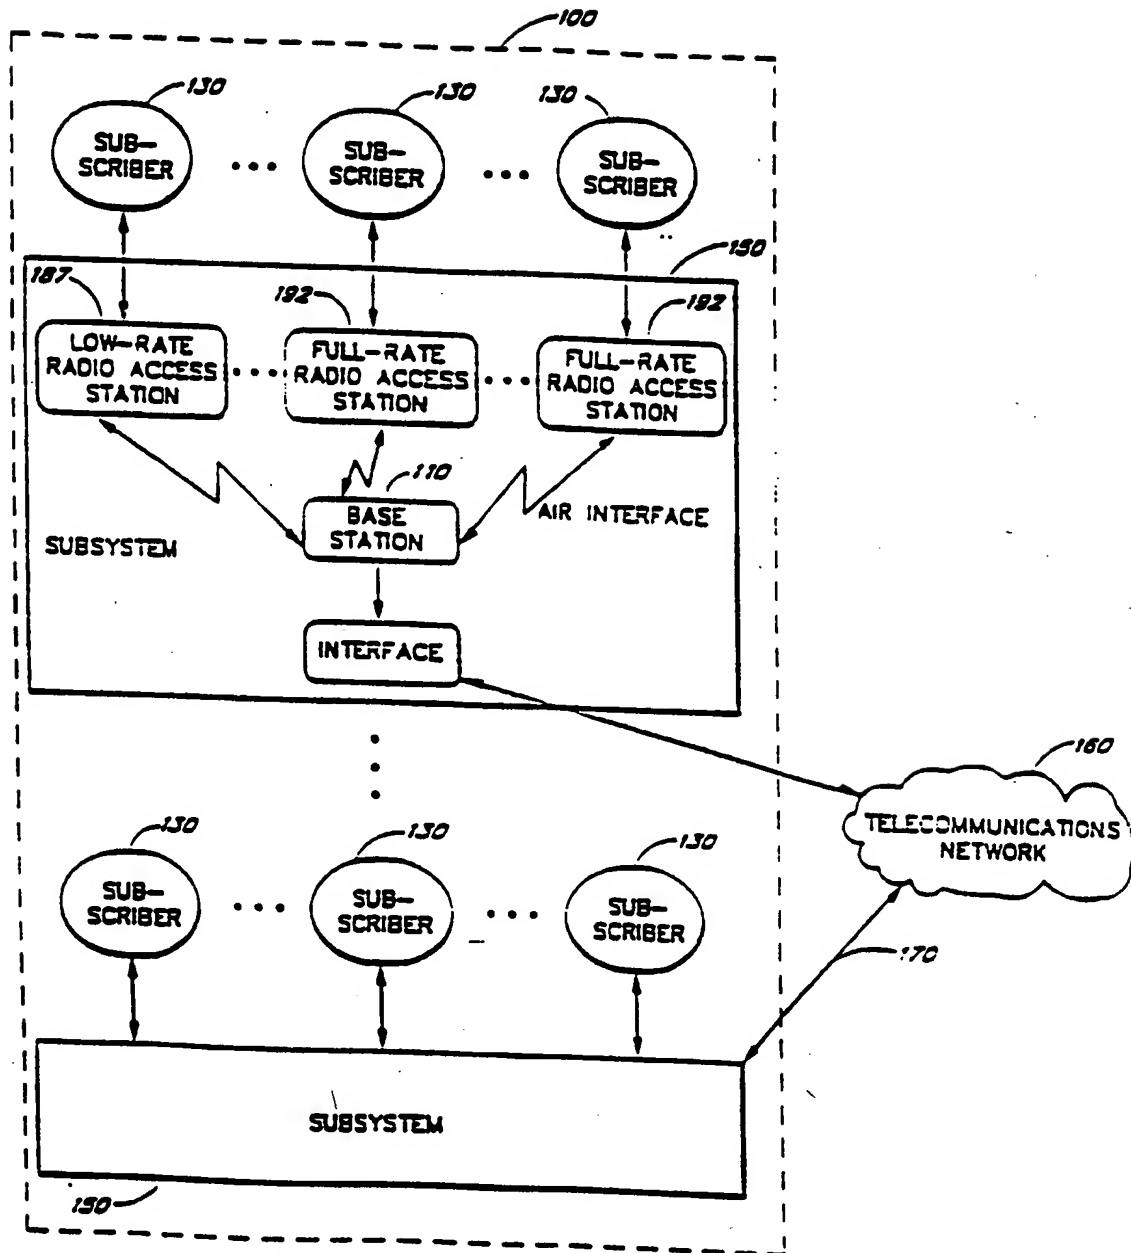 100
130
130
130
SUB-
SCRIBER
SUB-
SCRIBER
SUB-
SCRIBER
150
187
192
192
LOW-RATE
RADIO ACCESS
STATION
FULL-RATE
RADIO ACCESS
STATION
FULL-RATE
RADIO ACCESS
STATION
110
BASE
STATION
AIR INTERFACE
SUBSYSTEM
INTERFACE
160
TELECOMMUNICATIONS
NETWORK
130
130
130
SUB-
SCRIBER
SUB-
SCRIBER
SUB-
SCRIBER
170
SUBSYSTEM
150